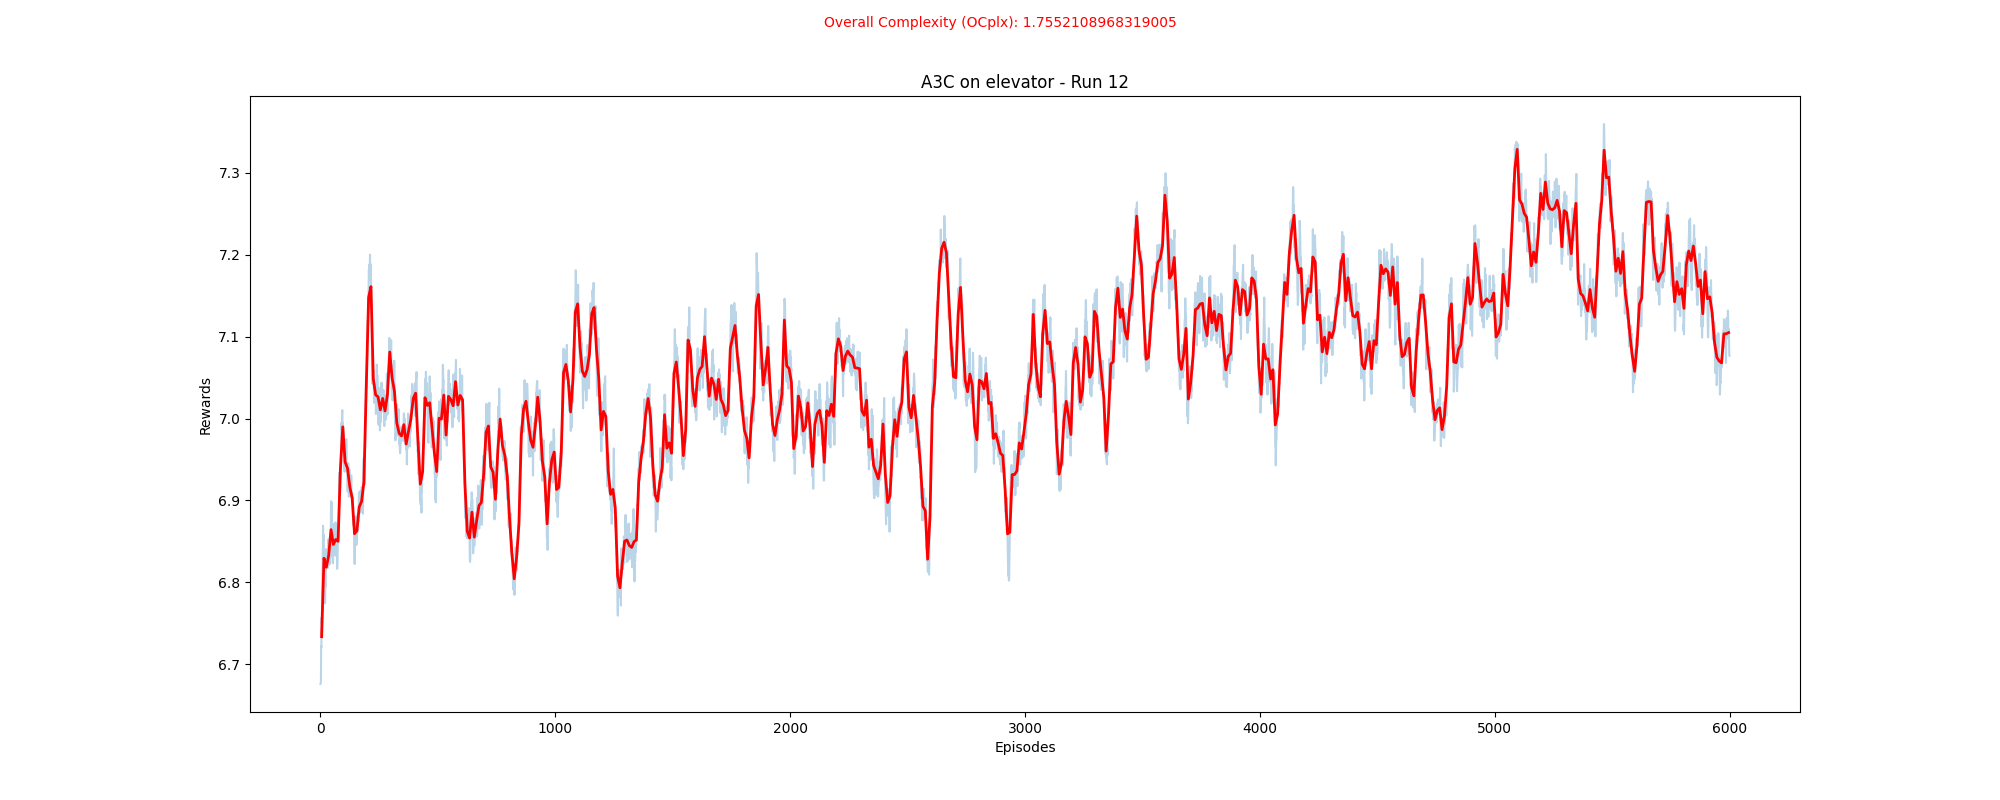 Overall Complexity (OCplx): 1.7552108968319005
A3C on elevator - Run 12
7.3
7.2
7.1
7.0
6.9
6.8
6.7
Rewards
0 1000 2000 3000 4000 5000 6000
Episodes